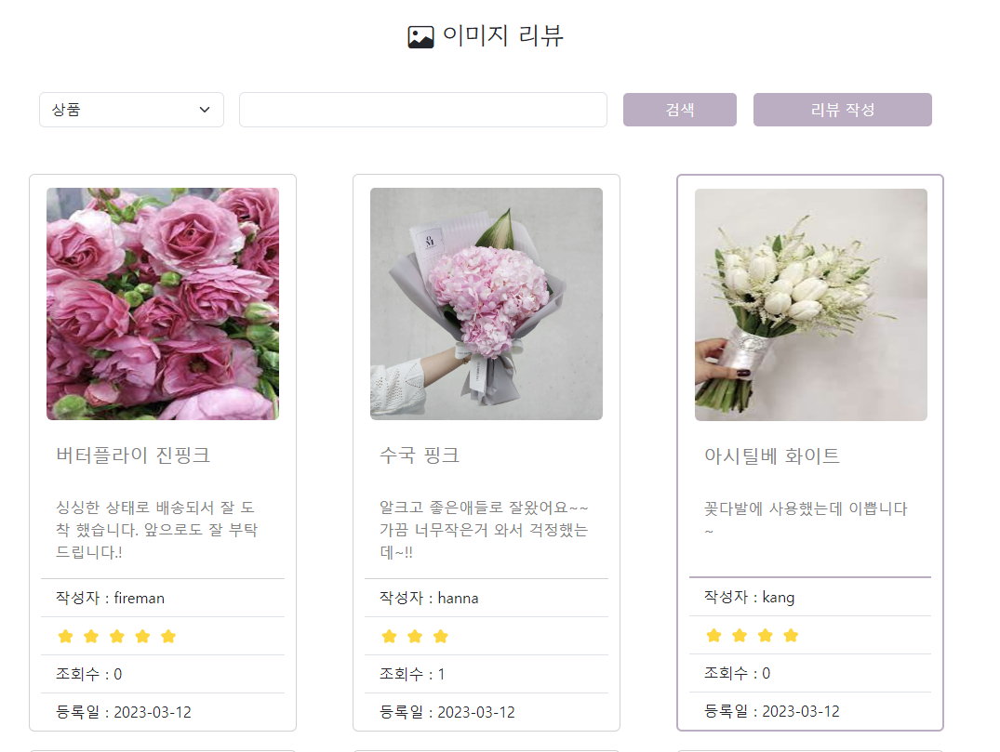 이미지 리뷰
상품
검색
리뷰 작성
버터플라이 진핑크
싱싱한 상태로 배송되서 잘 도
착 했습니다. 앞으로도 잘 부탁
드립니다.!
작성자 : fireman
조회수 : 0
등록일 : 2023-03-12
수국 핑크
알크고 좋은애들로 잘왔어요~~
가끔 너무작은거 와서 걱정했는
데~!!
작성자 : hanna
조회수 : 1
등록일 : 2023-03-12
아시틸베 화이트
꽃다발에 사용했는데 이쁩니다
~
작성자 : kang
조회수 : 0
등록일 : 2023-03-12